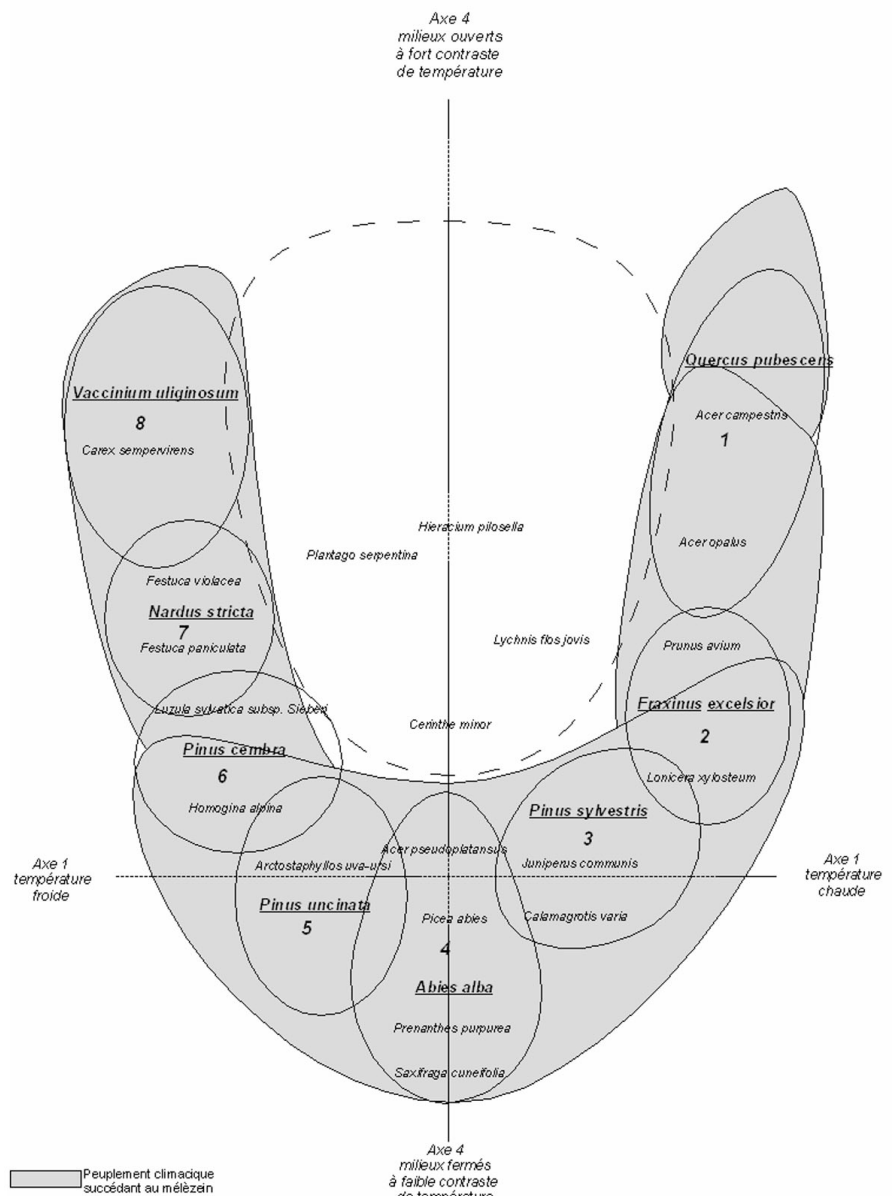 Axe 4
milieux ouverts
à fort contraste
de température
Quercus pubescens
Vaccinium uliginosum
8
Carex sempervirens
Acer campestris
1
Hieracium pilosella
Plantago serpentina
Acer opalus
Festuca violacea
Nardus stricta
7
Festuca paniculata
Lychnis flos jovis
Prunus avium
Luzula sylvatica subsp. Sieberi
Cerinthe minor
Fraxinus excelsior
2
Pinus cembra
6
Lonicera xylosteum
Homogina alpina
Pinus sylvestris
3
Acer pseudoplatansus
Arctostaphyllos uva-ursi
Juniperus communis
Axe 1
température
froide
Axe 1
température
chaude
Pinus uncinata
5
Picea abies
Calamagrotis varia
4
Abies alba
Prenanthes purpurea
Saxifraga cuneifolia
Axe 4
milieux fermés
à faible contraste
de température
Peuplement climacique
succédant au mélèzein